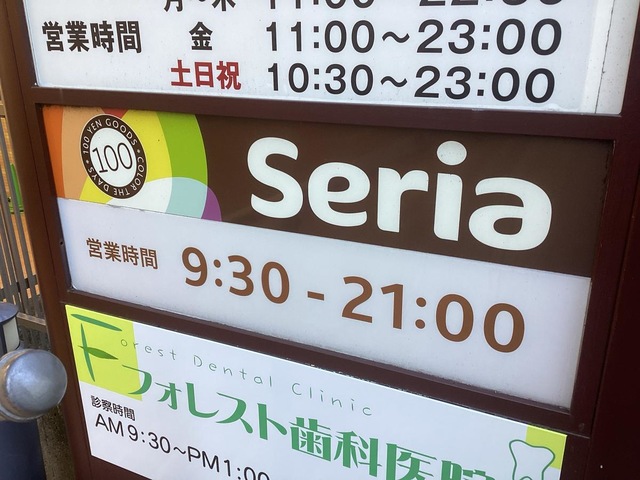 営業時間
金 11:00~23:00
土日祝 10:30~23:00
100 YEN GOODS • COLOR THE DAYS •
100
Seria
営業時間 9:30 - 21:00
Forest Dental Clinic
フォレスト歯科医院
診察時間
AM9:30~PM1:00